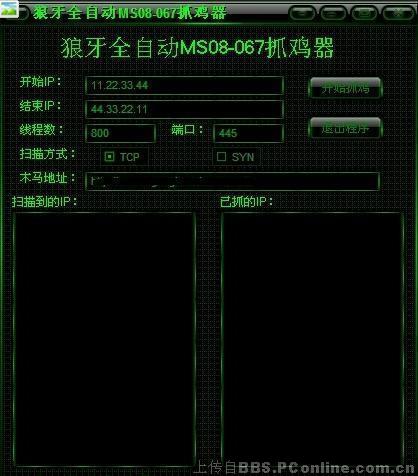 狼牙全自动MS08-067抓鸡器
狼牙全自动MS08-067抓鸡器
开始IP： 11.22.33.44 开始抓鸡
结束IP： 44.33.22.11
线程数： 800 端口： 445 退出程序
扫描方式： TCP SYN
木马地址：
扫描到的IP： 已抓的IP：
上传自BBS.PConline.com.cn